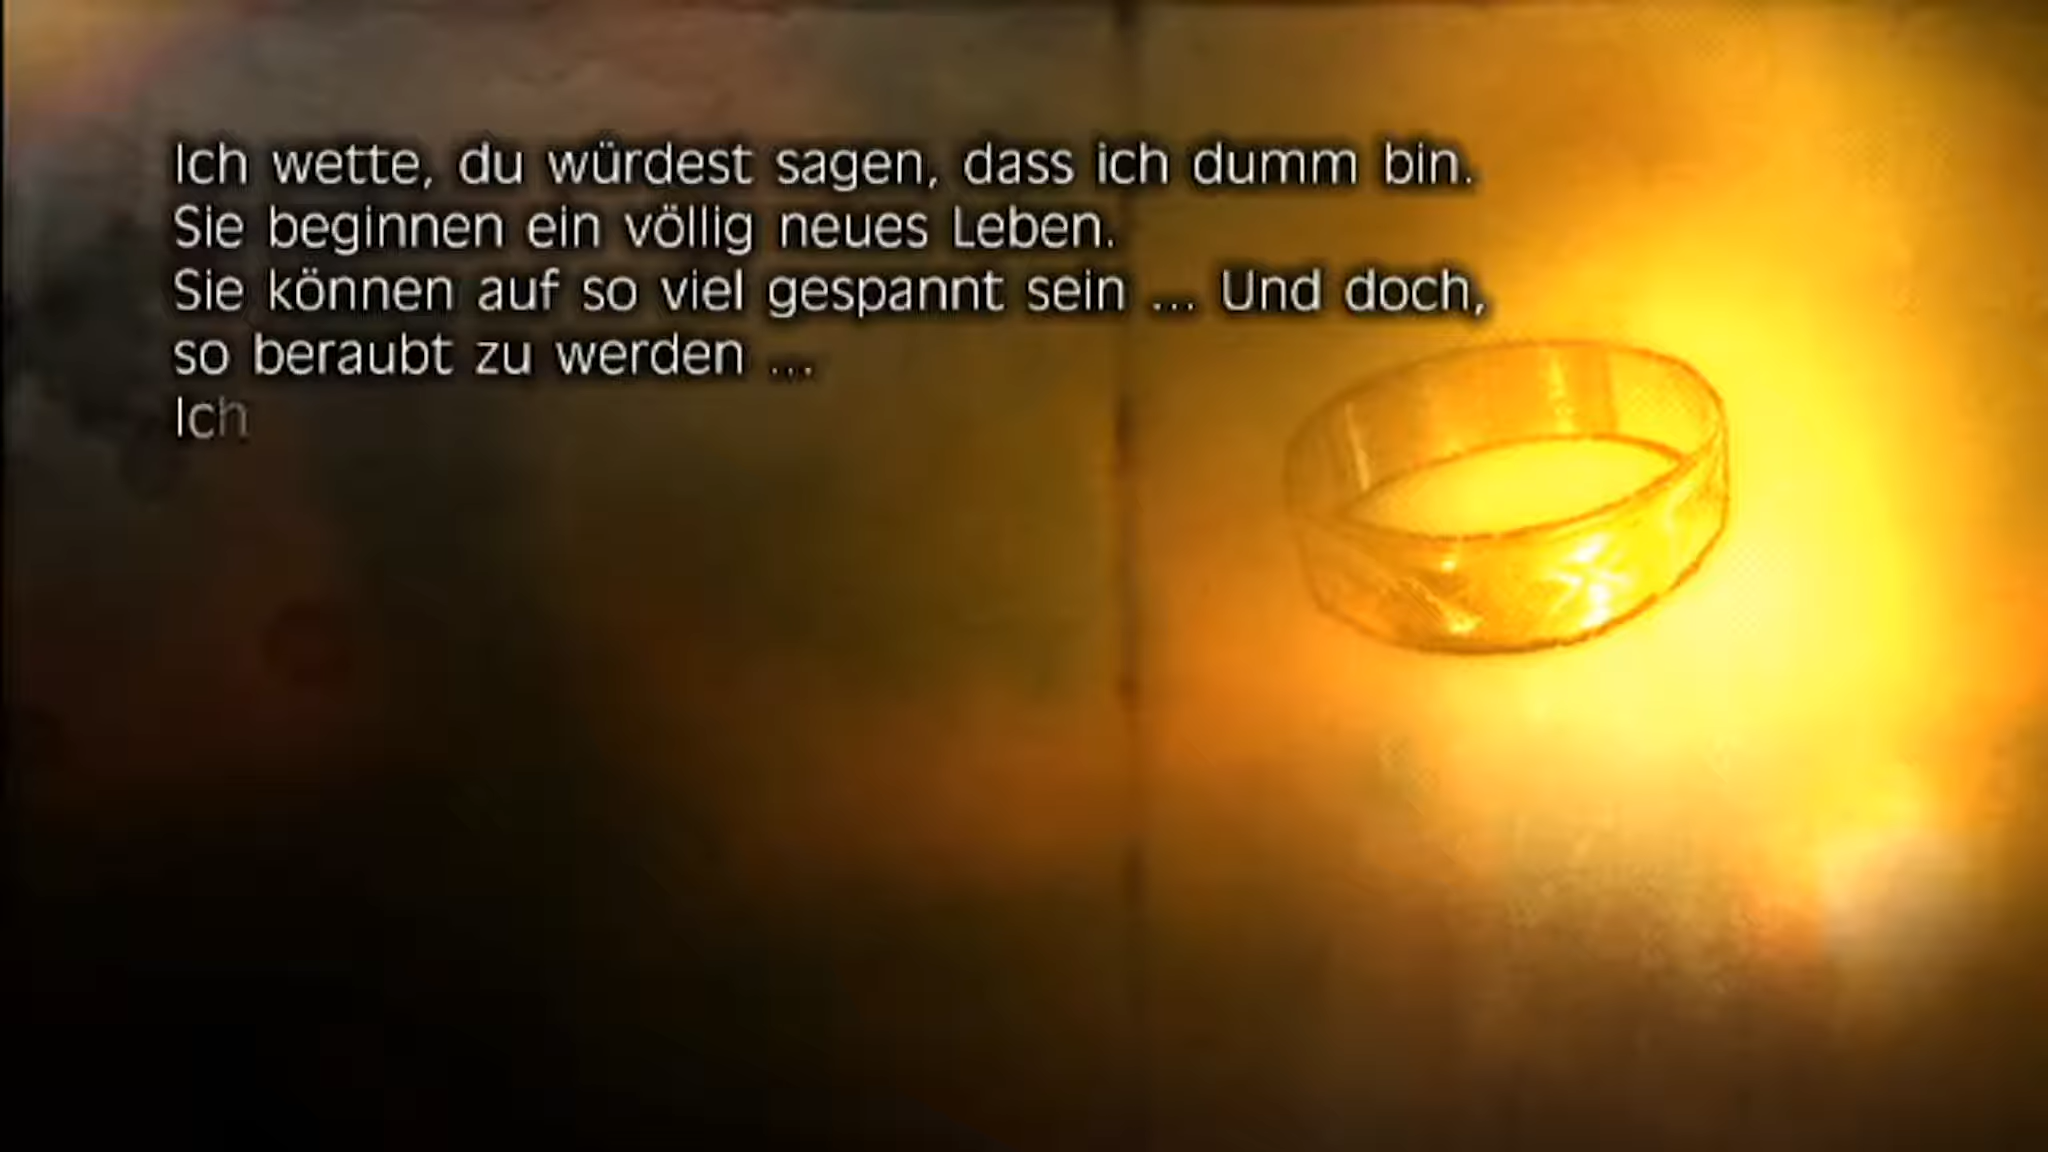 Ich wette, du würdest sagen, dass ich dumm bin.
Sie beginnen ein völlig neues Leben.
Sie können auf so viel gespannt sein ... Und doch,
so beraubt zu werden ...
Ich